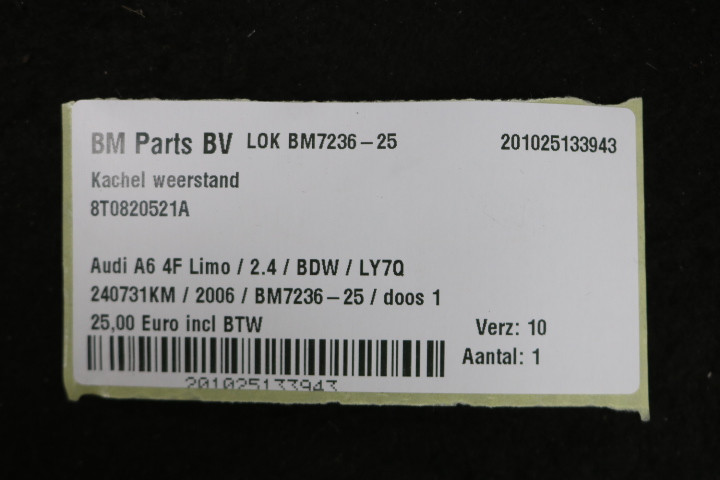 BM Parts BV LOK BM7236-25 201025133943
Kachel weerstand
8T0820521A
Audi A6 4F Limo / 2.4 / BDW / LY7Q
240731KM / 2006 / BM7236-25 / doos 1
25,00 Euro incl BTW Verz: 10
Aantal: 1
201025133943